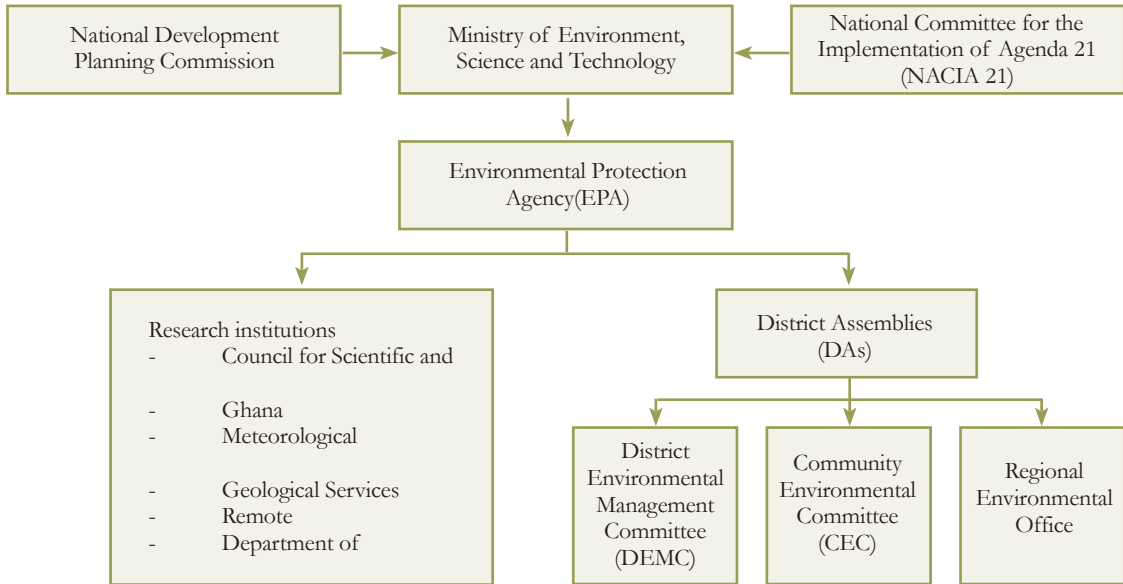 National Development
Planning Commission
Ministry of Environment,
Science and Technology
National Committee for the
Implementation of Agenda 21
(NACIA 21)
Environmental Protection
Agency(EPA)
Research institutions
- Council for Scientific and
- Ghana
- Meteorological
Geological Services
- Remote
- Department of
District Assemblies
(DAs)
District
Environmental
Management
Committee
(DEMC)
Community
Environmental
Committee
(CEC)
Regional
Environmental
Office